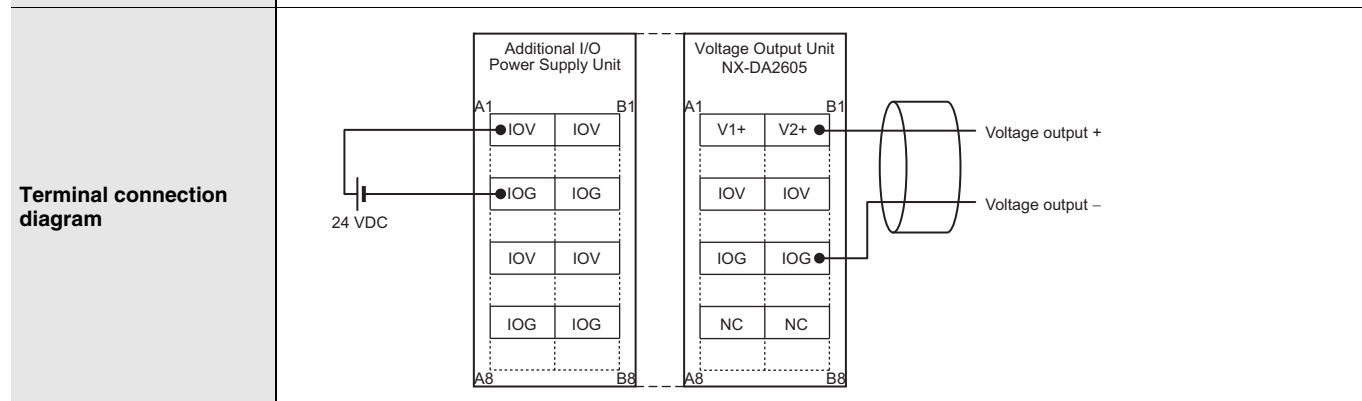 Terminal connection
diagram
Additional I/O
Power Supply Unit
A1 B1
IOV IOV
IOG IOG
IOV IOV
IOG IOG
A8 B8
24 VDC
Voltage Output Unit
NX-DA2605
A1 B1
V1+ V2+
IOV IOV
IOG IOG
NC NC
A8 B8
Voltage output +
Voltage output –